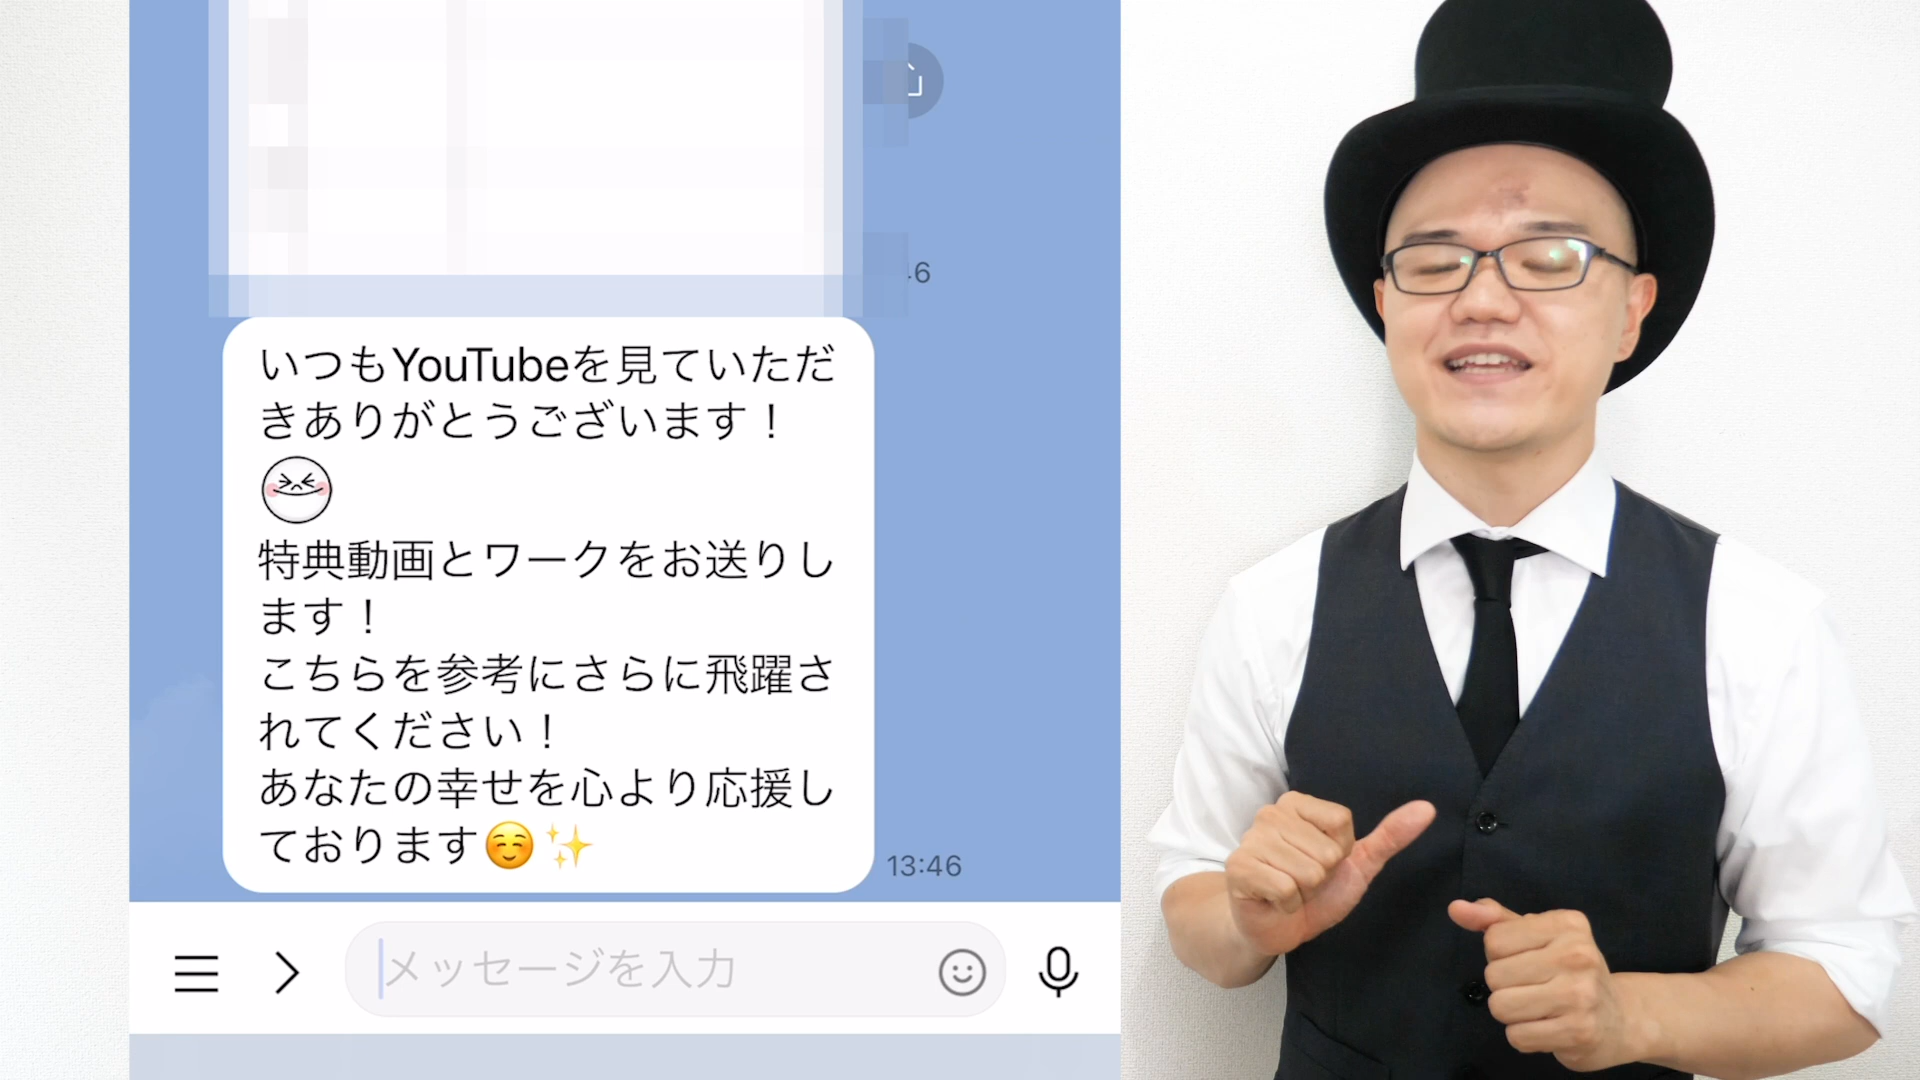 .6
いつもYouTubeを見ていただ
きありがとうございます！
特典動画とワークをお送りし
ます！
こちらを参考にさらに飛躍さ
れてください！
あなたの幸せを心より応援し
ております☺️✨
13:46
メッセージを入力